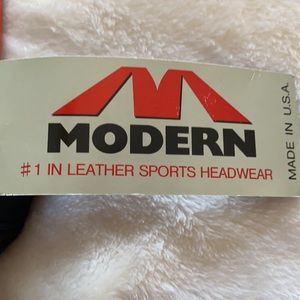 MODERN
#1 IN LEATHER SPORTS HEADWEAR
MADE IN U.S.A.